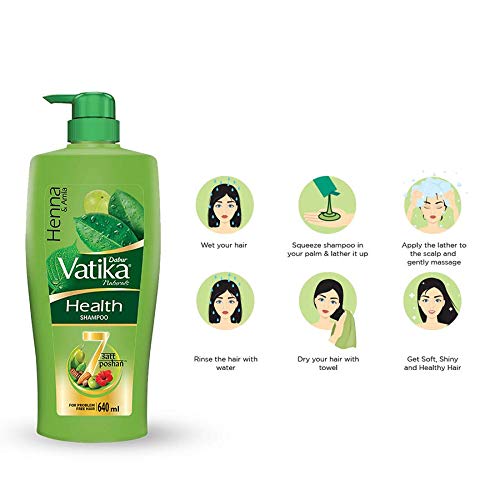 Henna
& Amla
Dabur
Vatika
Naturals
Health
SHAMPOO
7
शक्ति
poshan
FOR PROBLEM
FREE HAIR 640 ml
Wet your hair
Squeeze shampoo in
your palm & lather it up
Apply the lather to
the scalp and
gently massage
Rinse the hair with
water
Dry your hair with
towel
Get Soft, Shiny
and Healthy Hair